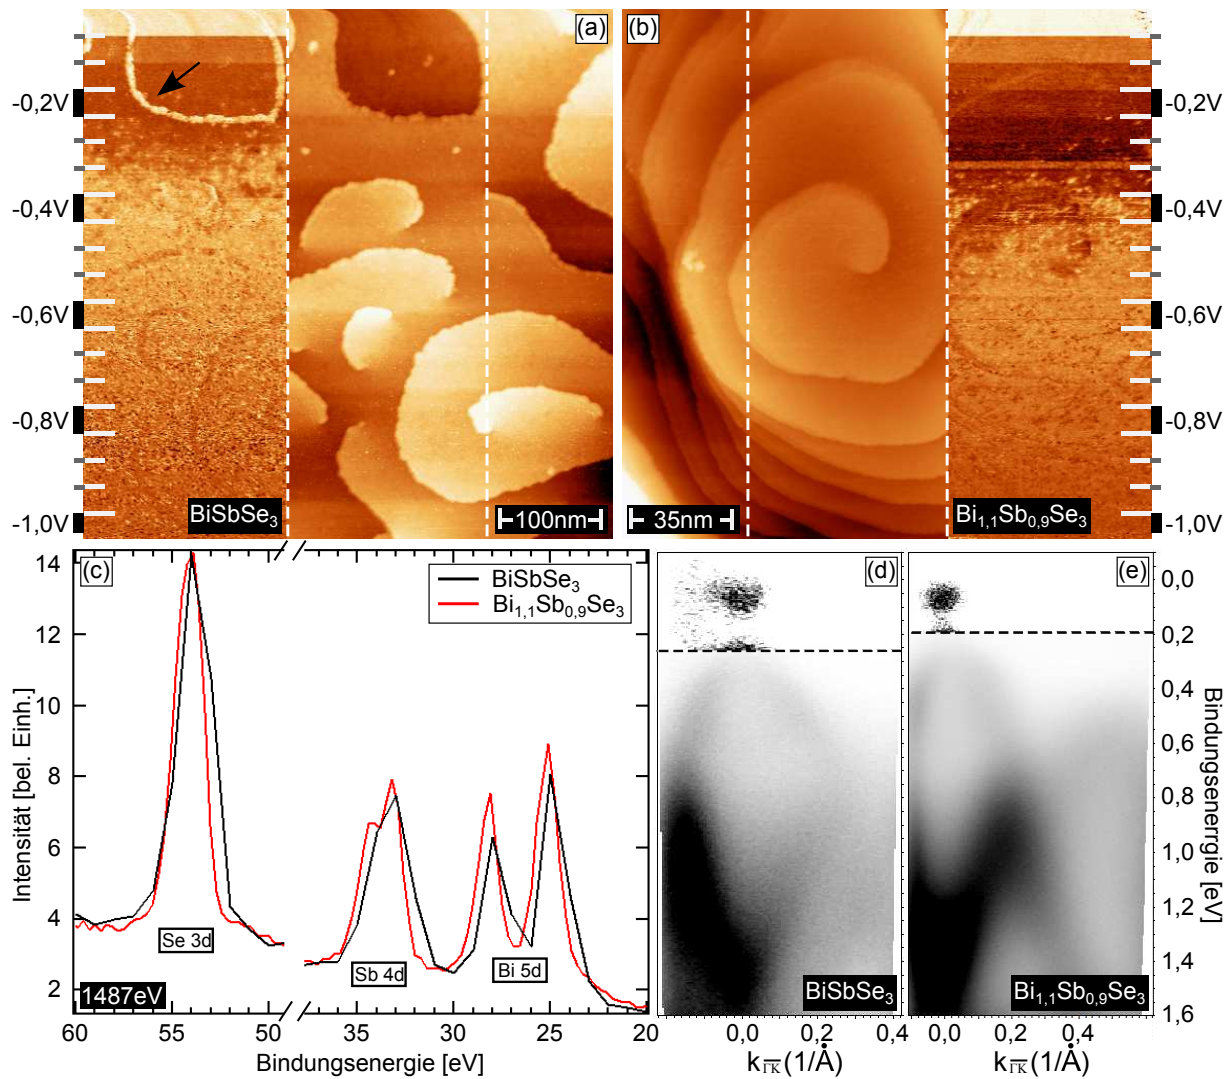 (a)
(b)
-0,2V
-0,4V
-0,6V
-0,8V
-1,0V
BiSbSe₃
100nm
35nm
Bi₁,₁Sb₀,₉Se₃
-0,2V
-0,4V
-0,6V
-0,8V
-1,0V
(c)
BiSbSe₃
Bi₁,₁Sb₀,₉Se₃
Intensität [bel. Einh.]
14
12
10
8
6
4
2
Se 3d
Sb 4d
Bi 5d
1487eV
60 55 50 35 30 25 20
Bindungsenergie [eV]
(d)
(e)
BiSbSe₃
Bi₁,₁Sb₀,₉Se₃
0,0
0,2
0,4
0,6
0,8
1,0
1,2
1,4
1,6
Bindungsenerrgie [eV]
0,0 0,2 0,4
k_ΓK(1/Å)
0,0 0,2 0,4
k_ΓK(1/Å)